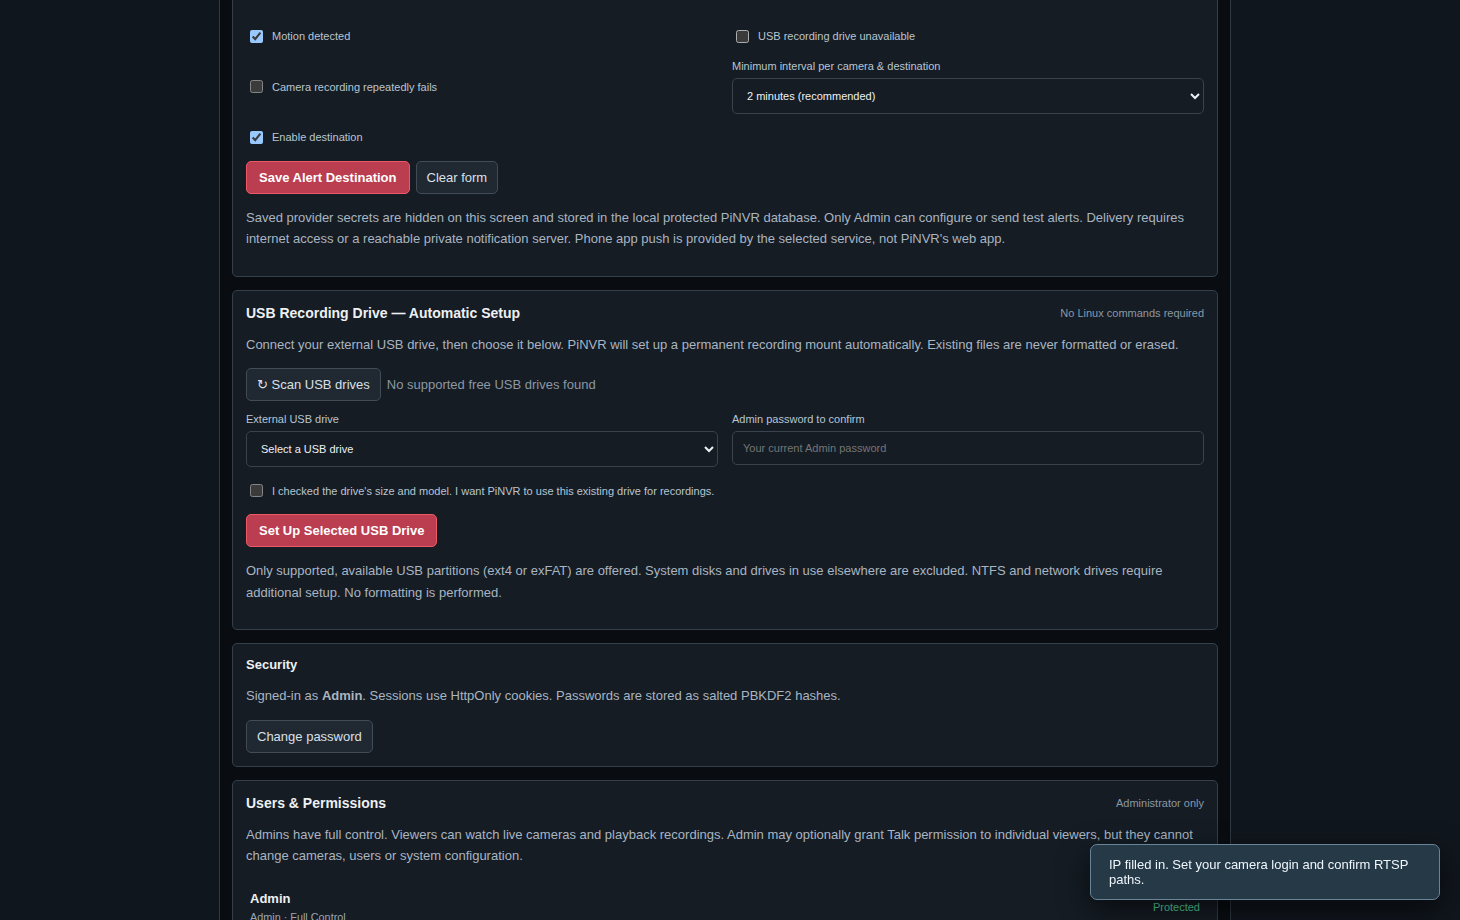 Motion detected
USB recording drive unavailable
Camera recording repeatedly fails
Minimum interval per camera & destination
2 minutes (recommended)
Enable destination
Save Alert Destination
Clear form
Saved provider secrets are hidden on this screen and stored in the local protected PiNVR database. Only Admin can configure or send test alerts. Delivery requires
internet access or a reachable private notification server. Phone app push is provided by the selected service, not PiNVR's web app.
USB Recording Drive — Automatic Setup
No Linux commands required
Connect your external USB drive, then choose it below. PiNVR will set up a permanent recording mount automatically. Existing files are never formatted or erased.
↻ Scan USB drives
No supported free USB drives found
External USB drive
Admin password to confirm
Select a USB drive
Your current Admin password
I checked the drive's size and model. I want PiNVR to use this existing drive for recordings.
Set Up Selected USB Drive
Only supported, available USB partitions (ext4 or exFAT) are offered. System disks and drives in use elsewhere are excluded. NTFS and network drives require
additional setup. No formatting is performed.
Security
Signed-in as Admin. Sessions use HttpOnly cookies. Passwords are stored as salted PBKDF2 hashes.
Change password
Users & Permissions
Administrator only
Admins have full control. Viewers can watch live cameras and playback recordings. Admin may optionally grant Talk permission to individual viewers, but they cannot
change cameras, users or system configuration.
IP filled in. Set your camera login and confirm RTSP
paths.
Admin
Admin · Full Control
Protected